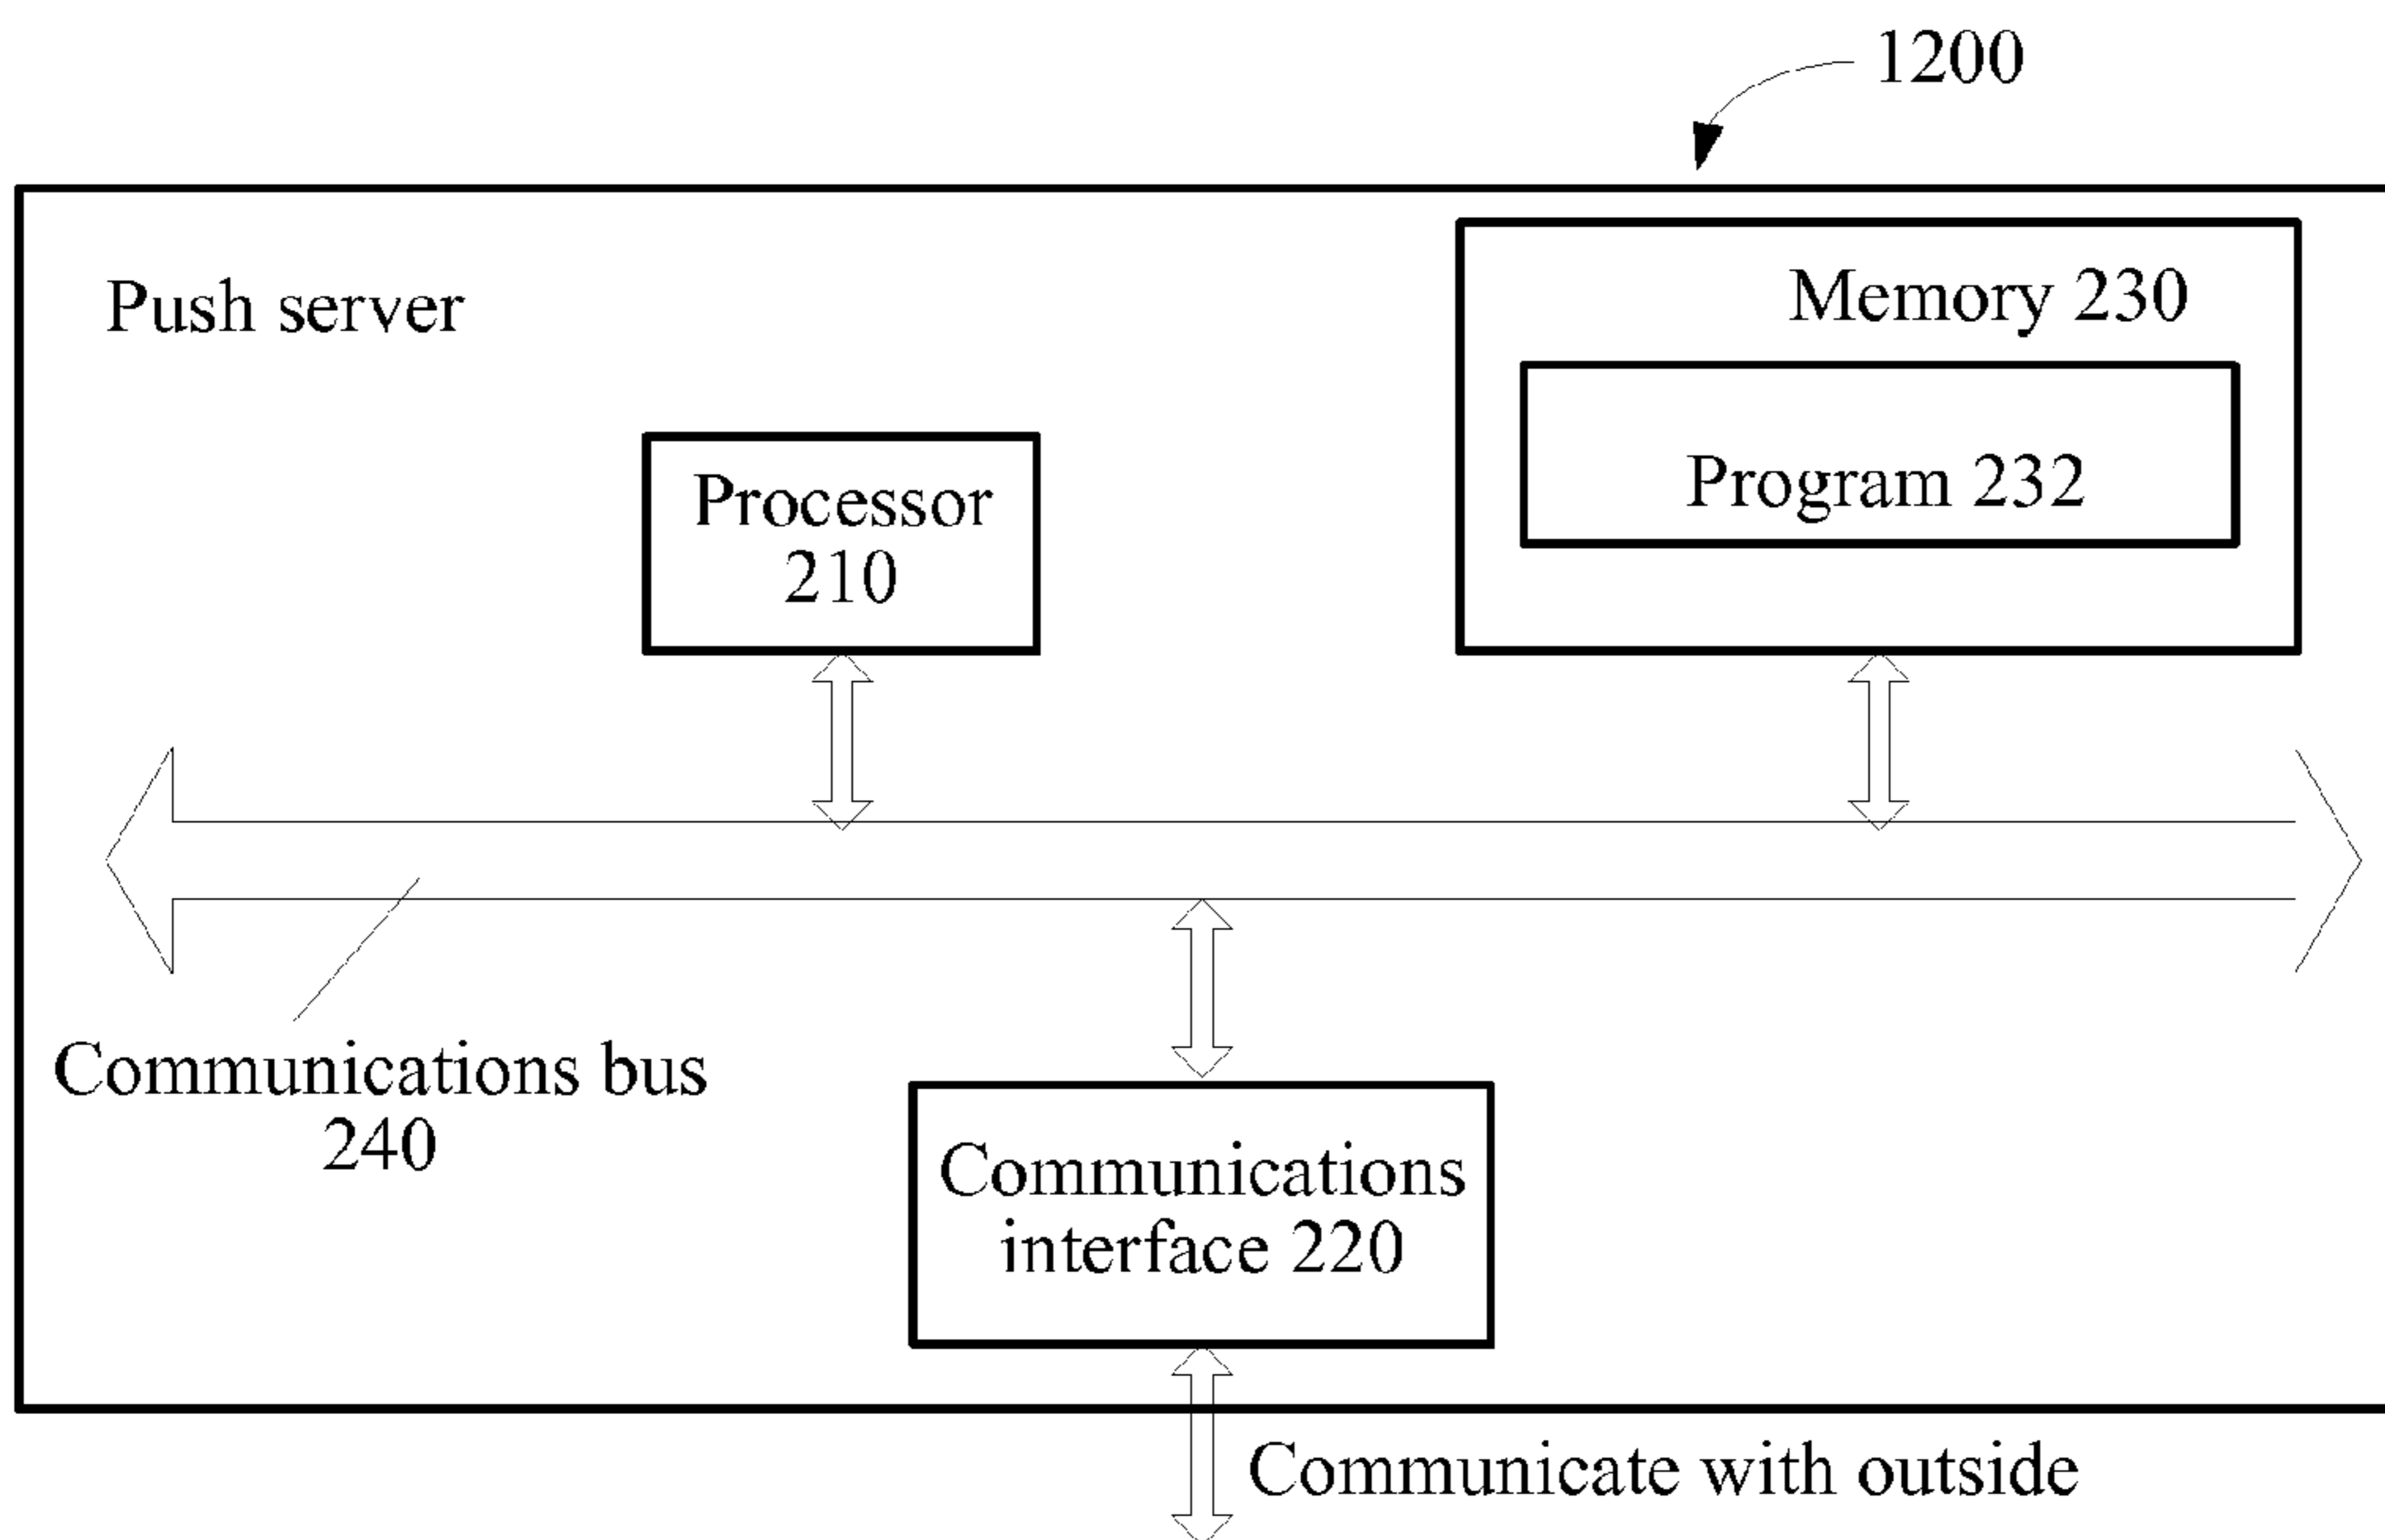 1200
Push server
Memory 230
Program 232
Processor
210
Communications bus
240
Communications
interface 220
Communicate with outside